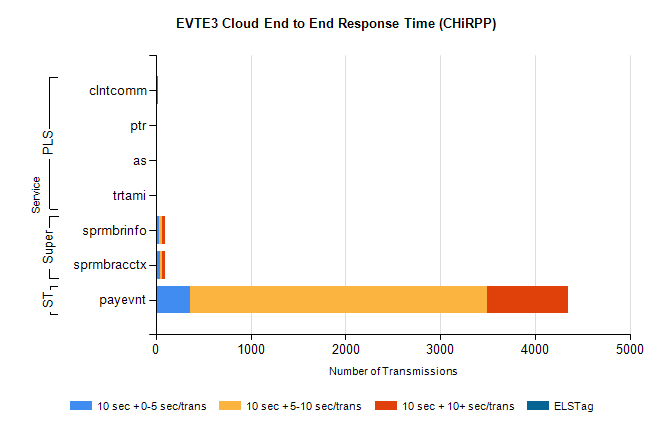 EVTE3 Cloud End to End Response Time (CHiRPP)
Service
PLS
Super
ST
clntcomm
ptr
as
trtami
sprmbrinfo
sprmbracctx
payevnt
0 1000 2000 3000 4000 5000
Number of Transmissions
10 sec +0-5 sec/trans 10 sec +5-10 sec/trans 10 sec + 10+ sec/trans ELSTag